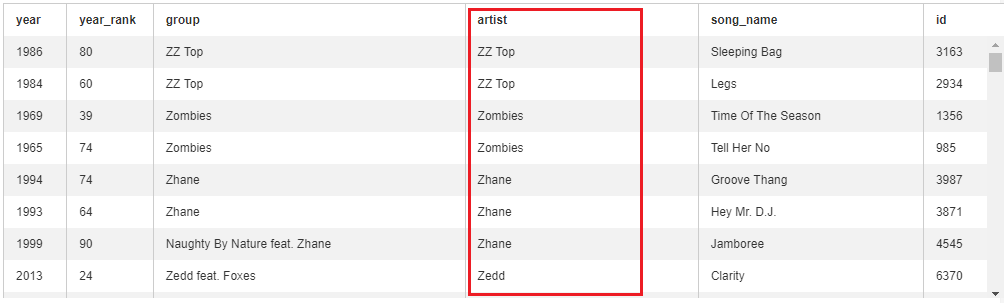 year year_rank group artist song_name id
1986 80 ZZ Top ZZ Top Sleeping Bag 3163
1984 60 ZZ Top ZZ Top Legs 2934
1969 39 Zombies Zombies Time Of The Season 1356
1965 74 Zombies Zombies Tell Her No 985
1994 74 Zhane Zhane Groove Thang 3987
1993 64 Zhane Zhane Hey Mr. D.J. 3871
1999 90 Naughty By Nature feat. Zhane Zhane Jamboree 4545
2013 24 Zedd feat. Foxes Zedd Clarity 6370